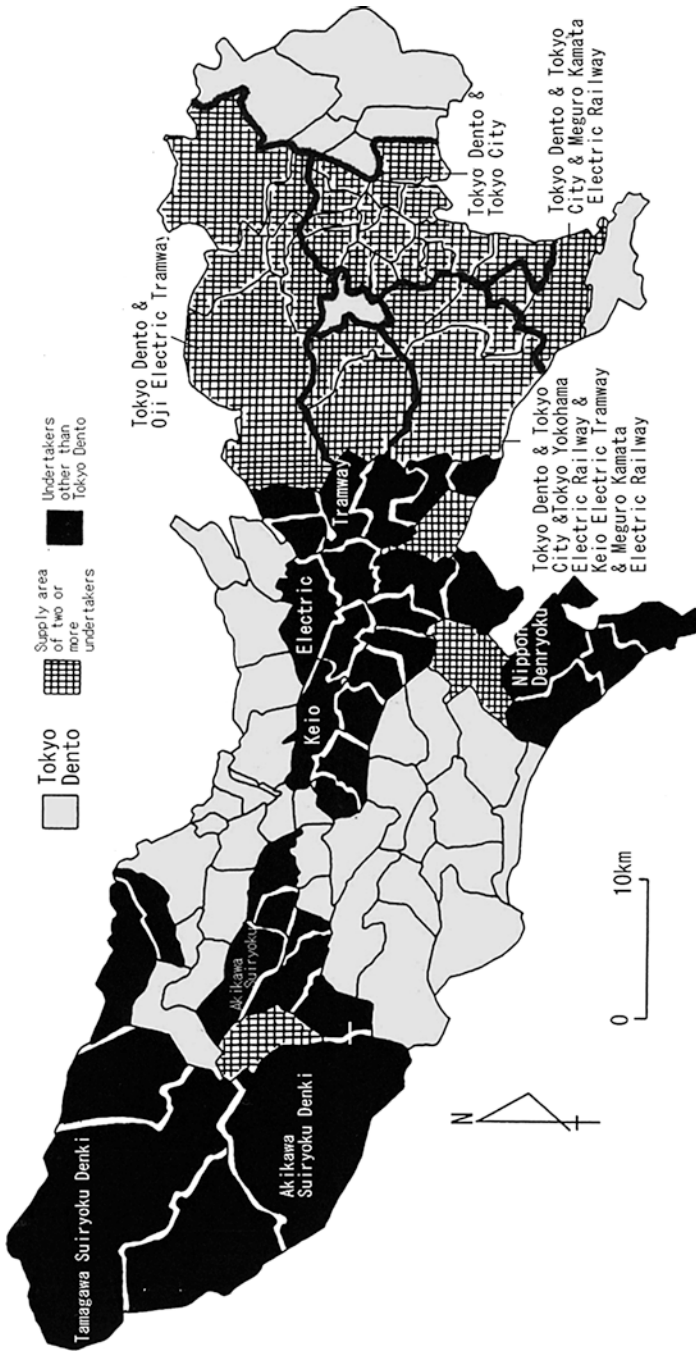 Tokyo
Dento
Supply area
of two or
more
undertakers
Undertakers
other than
Tokyo Dento
Tokyo Dento &
Oji Electric Tramway
Tokyo Dento &
Tokyo City
Tokyo Dento & Tokyo
City & Meguro Kamata
Electric Railway
Tokyo Dento & Tokyo
City &Tokyo Yokohama
Electric Railway &
Keio Electric Tramway
& Meguro Kamata
Electric Railway
Keio
Electric
Tramway
Nippon
Denryoku
Akikawa
Suiryoku
Tamagawa Suiryoku Denki
Akikawa
Suiryoku Denki
N
0
10km